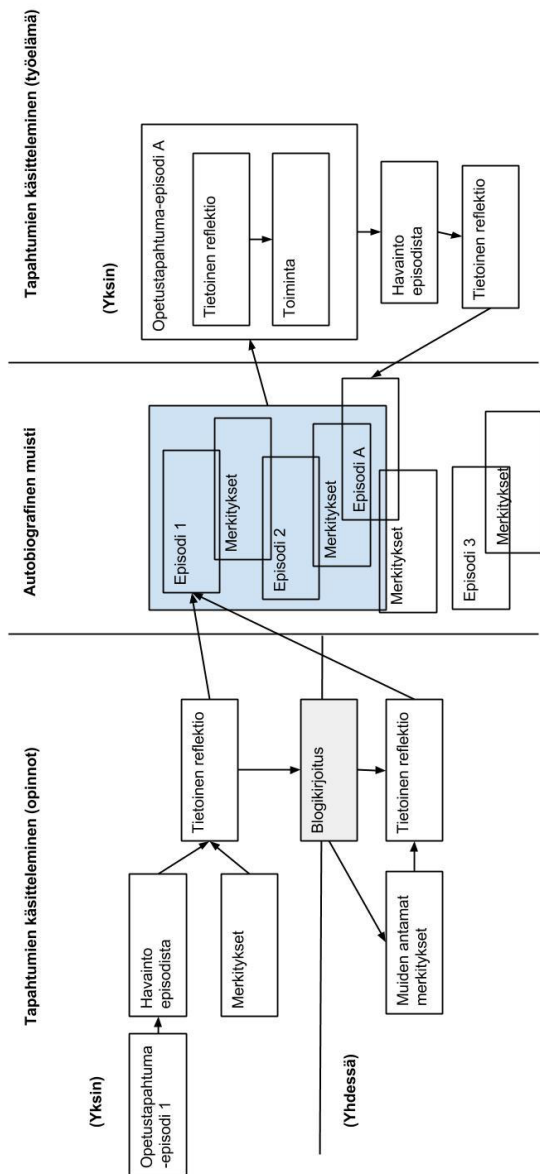 Tapahtumien käsitteleminen (opinnot)
(Yksin)
Opetustapahtuma
-episodi 1
Havainto
episodista
Merkitykset
Tietoinen reflektio
Blogikirjoitus
(Yhdessä)
Muiden antamat
merkitykset
Tietoinen reflektio
Autobiografinen muisti
Episodi 1
Merkitykset
Episodi 2
Merkitykset
Episodi A
Merkitykset
Episodi 3
Merkitykset
Tapahtumien käsitteleminen (työelämä)
(Yksin)
Opetustapahtuma-episodi A
Tietoinen reflektio
Toiminta
Havainto
episodista
Tietoinen reflektio